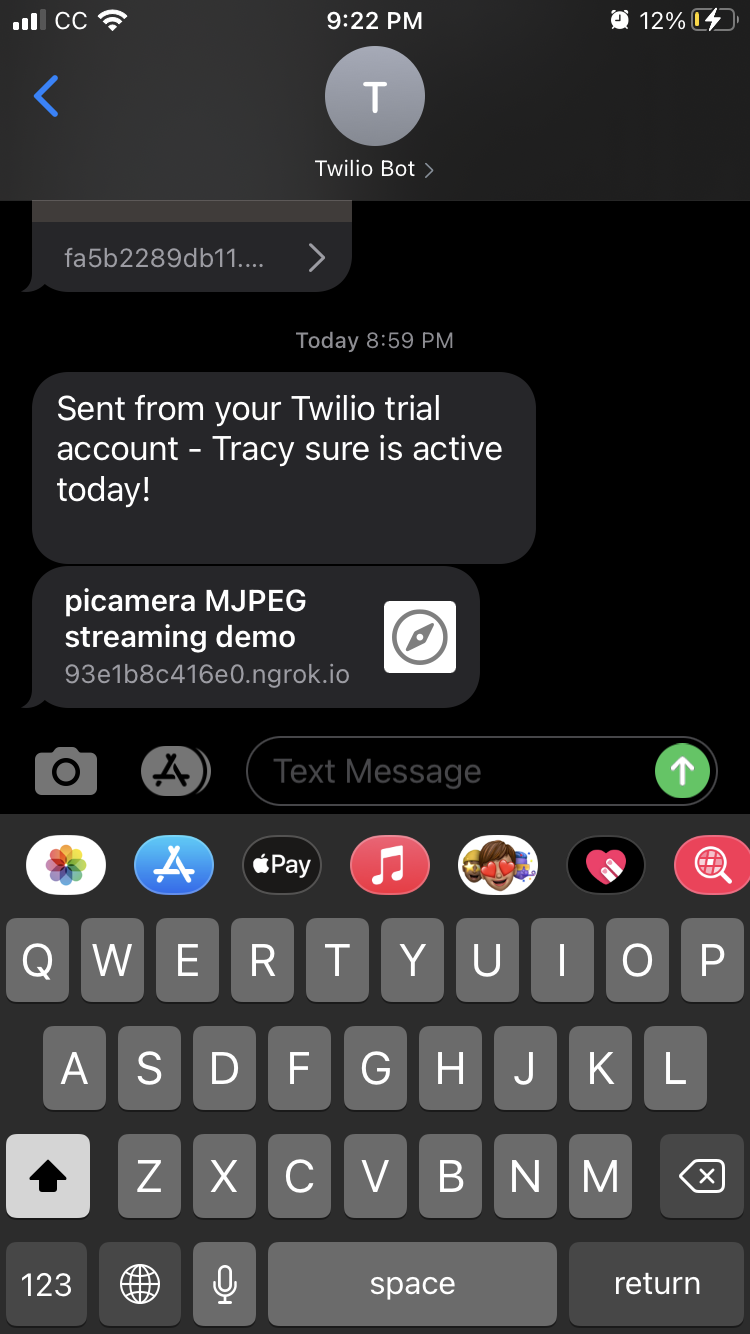 CC 9:22 PM 12%
T
Twilio Bot
fa5b2289db11....
Today 8:59 PM
Sent from your Twilio trial
account - Tracy sure is active
today!
picamera MJPEG
streaming demo
93e1b8c416e0.ngrok.io
Text Message
Pay
Q W E R T Y U I O P
A S D F G H J K L
Z X C V B N M
123 space return